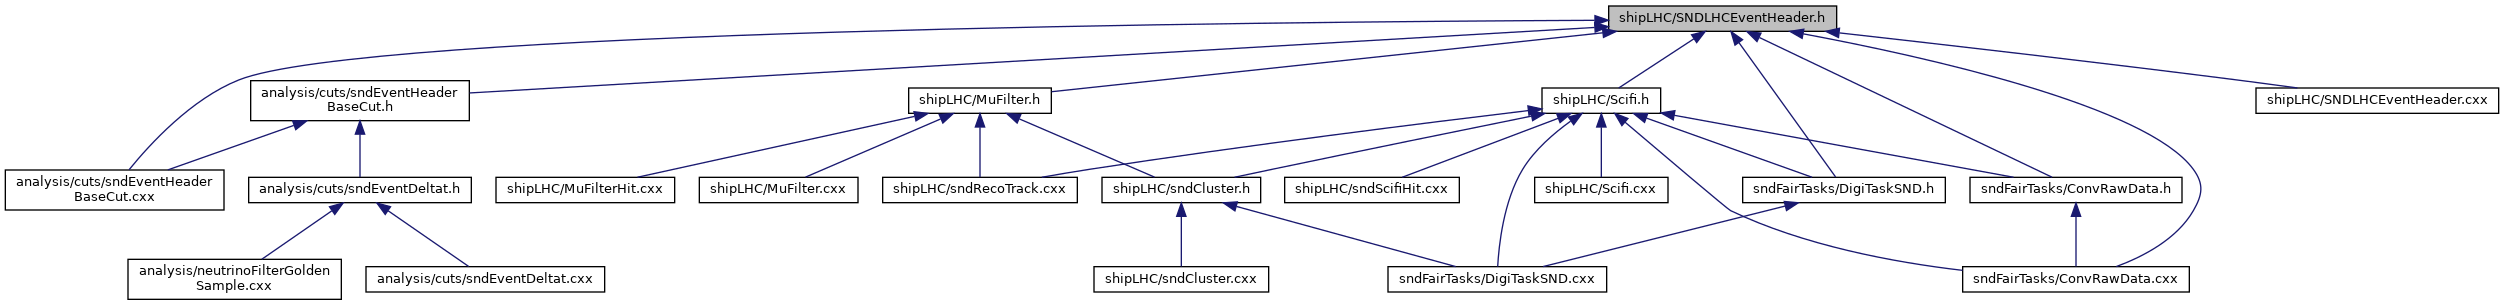 shipLHC/SNDLHCEventHeader.h
analysis/cuts/sndEventHeader
BaseCut.h
shipLHC/MuFilter.h
shipLHC/Scifi.h
shipLHC/SNDLHCEventHeader.cxx
analysis/cuts/sndEventHeader
BaseCut.cxx
analysis/cuts/sndEventDeltat.h
shipLHC/MuFilterHit.cxx
shipLHC/MuFilter.cxx
shipLHC/sndRecoTrack.cxx
shipLHC/sndCluster.h
shipLHC/sndScifiHit.cxx
shipLHC/Scifi.cxx
sndFairTasks/DigiTaskSND.h
sndFairTasks/ConvRawData.h
analysis/neutrinoFilterGolden
Sample.cxx
analysis/cuts/sndEventDeltat.cxx
shipLHC/sndCluster.cxx
sndFairTasks/DigiTaskSND.cxx
sndFairTasks/ConvRawData.cxx